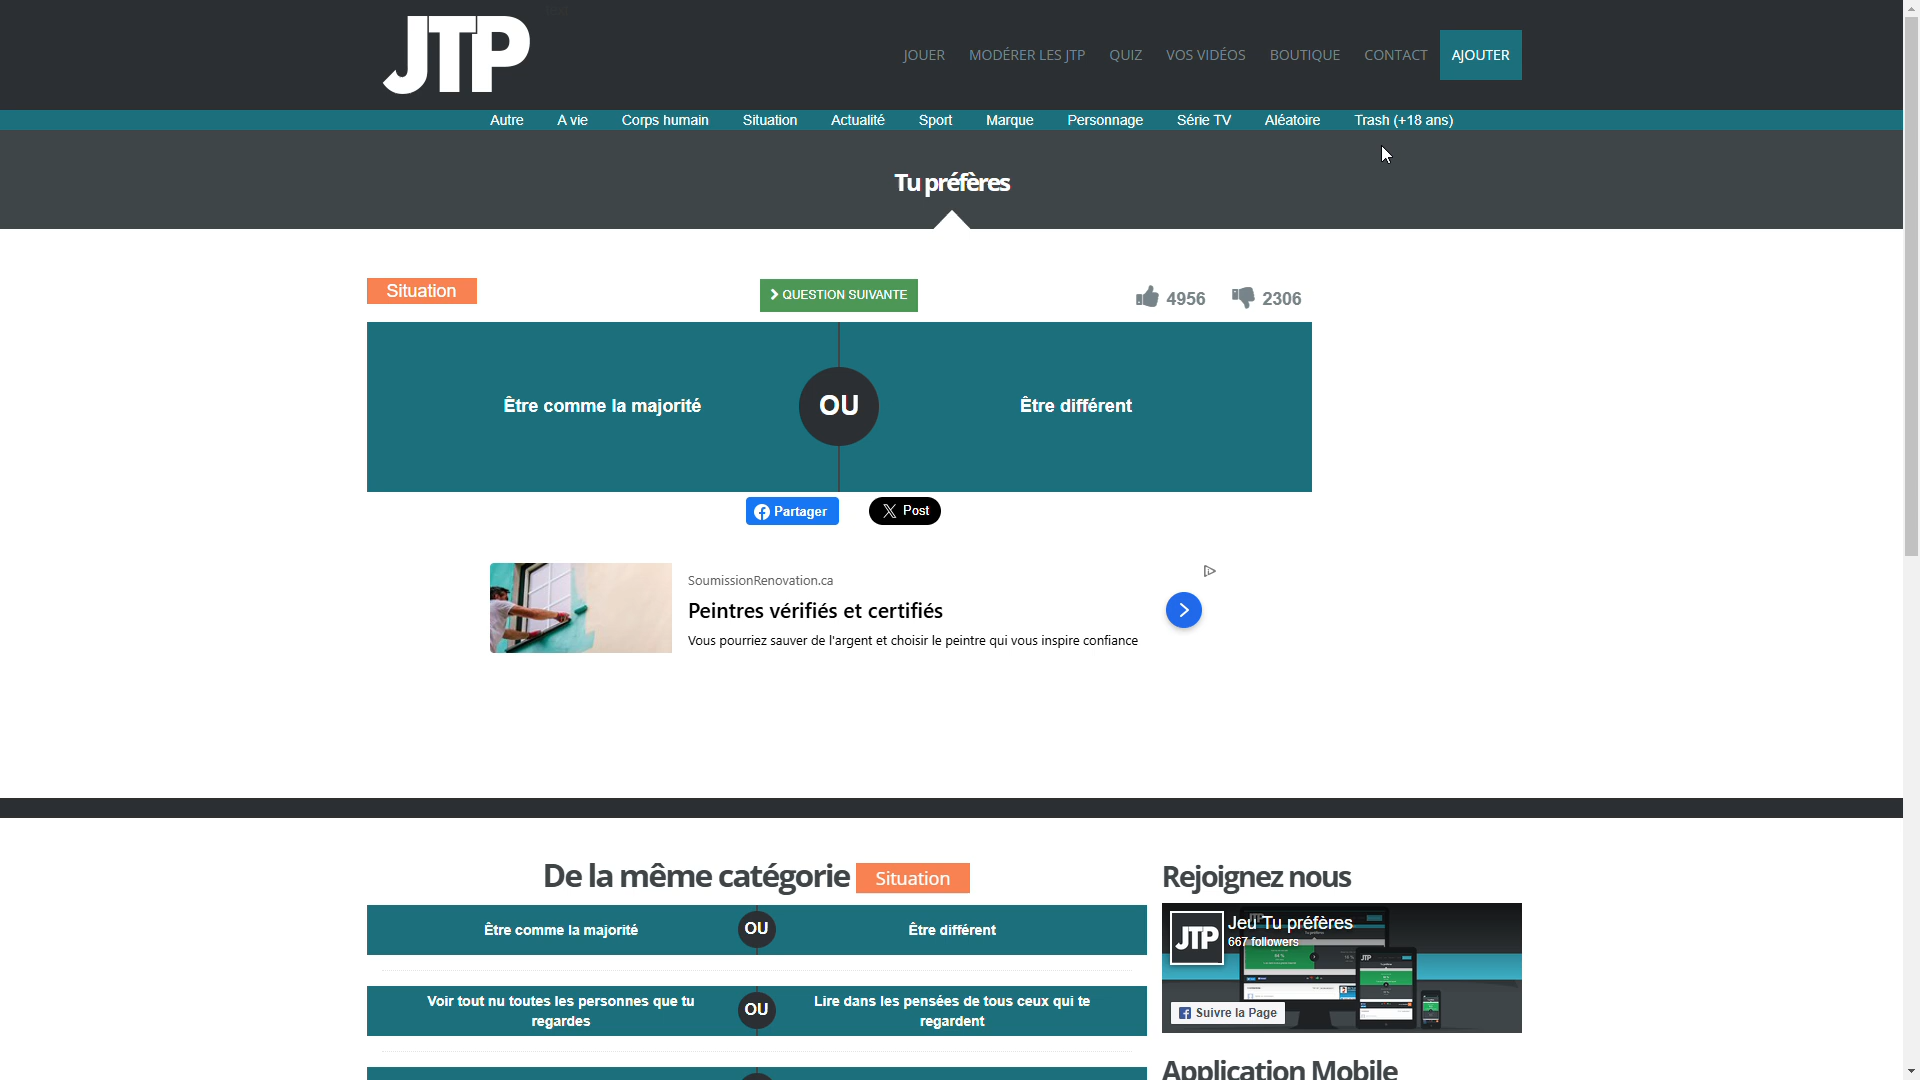 JTP
JOUER MODÉRER LES JTP QUIZ VOS VIDÉOS BOUTIQUE CONTACT AJOUTER
Autre A vie Corps humain Situation Actualité Sport Marque Personnage Série TV Aléatoire Trash (+18 ans)
Tu préfères
Situation
QUESTION SUIVANTE
4956 2306
Être comme la majorité OU Être différent
Partager Post
SoumissionRenovation.ca
Peintres vérifiés et certifiés
Vous pourriez sauver de l'argent et choisir le peintre qui vous inspire confiance
De la même catégorie Situation
Être comme la majorité OU Être différent
Voir tout nu toutes les personnes que tu
regardes
OU
Lire dans les pensées de tous ceux qui te
regardent
Rejoignez nous
JTP
Jeu Tu préfères
667 followers
Suivre la Page
Application Mobile